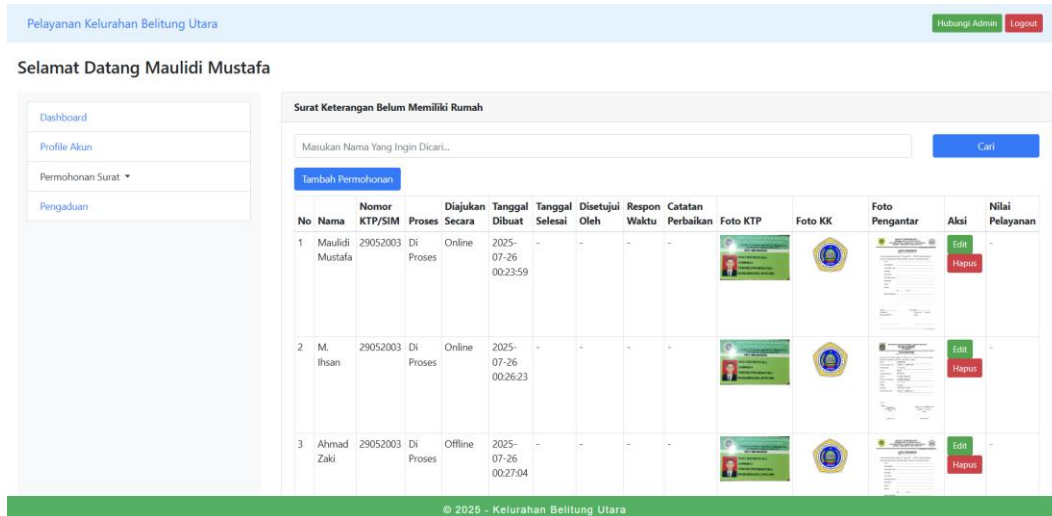 Pelayanan Kelurahan Belitung Utara
Hubungi Admin Logout
Selamat Datang Maulidi Mustafa
Dashboard
Profile Akun
Permohonan Surat
Pengaduan
Surat Keterangan Belum Memiliki Rumah
Masukan Nama Yang Ingin Dicari... Cari
Tambah Permohonan
No Nama Nomor KTP/SIM Proses Diajukan Secara Tanggal Dibuat Tanggal Selesai Disetujui Oleh Respon Waktu Catatan Perbaikan Foto KTP Foto KK Foto Pengantar Aksi Nilai Pelayanan
1 Maulidi Mustafa 29052003 Di Proses Online 2025-07-26 00:23:59 - - - - Edit Hapus -
2 M. Ihsan 29052003 Di Proses Online 2025-07-26 00:26:23 - - - - Edit Hapus -
3 Ahmad Zaki 29052003 Di Proses Offline 2025-07-26 00:27:04 - - - - Edit Hapus -
© 2025 - Kelurahan Belitung Utara